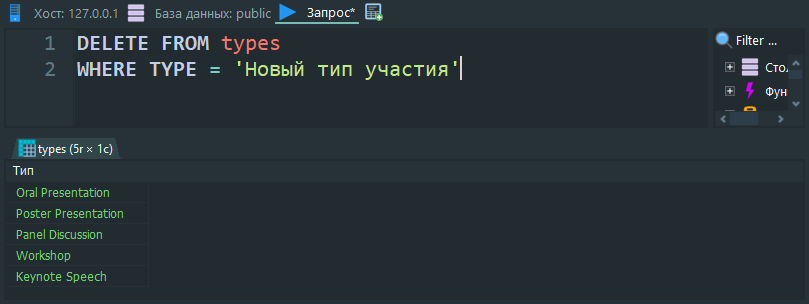 Хост: 127.0.0.1 База данных: public Запрос*
1 DELETE FROM types
2 WHERE TYPE = 'Новый тип участия'
Filter ...
Стол
Фун
types (5r × 1c)
Тип
Oral Presentation
Poster Presentation
Panel Discussion
Workshop
Keynote Speech